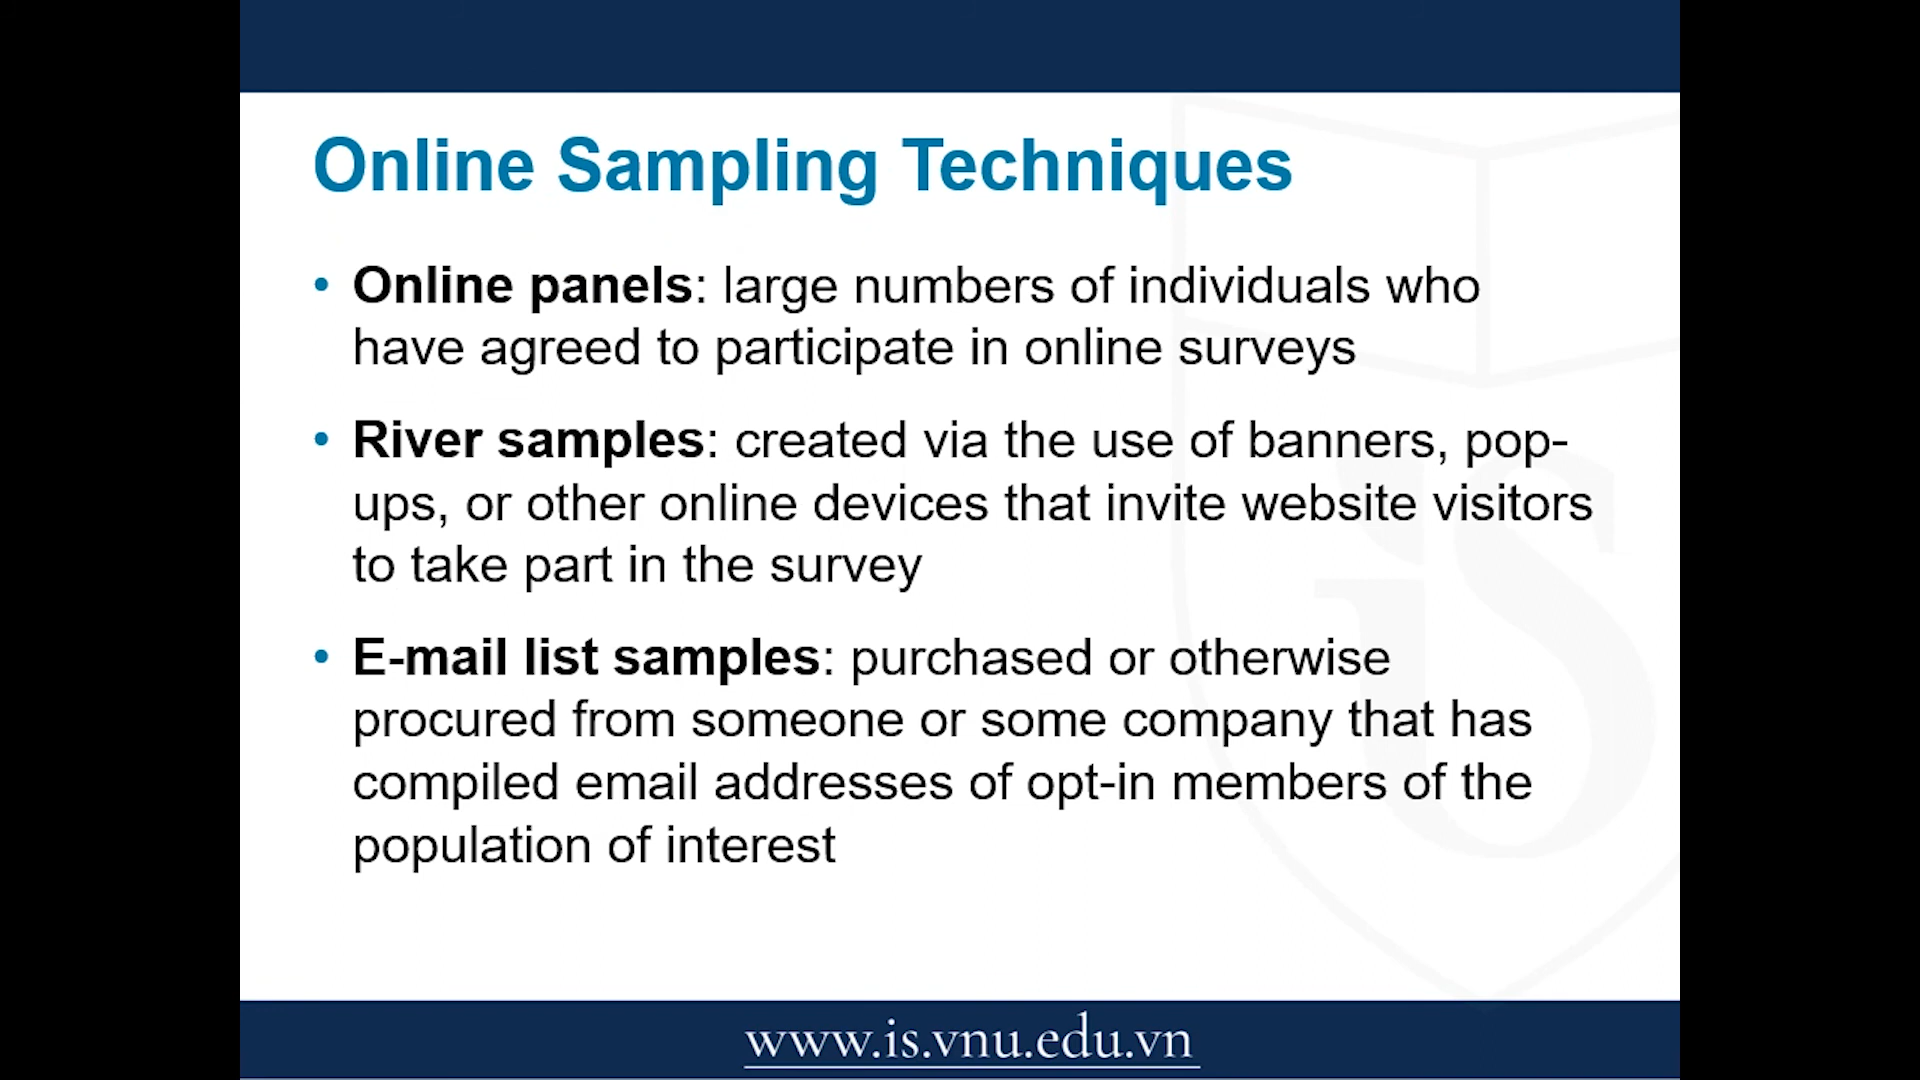 Online Sampling Techniques
• Online panels: large numbers of individuals who
have agreed to participate in online surveys
• River samples: created via the use of banners, pop-
ups, or other online devices that invite website visitors
to take part in the survey
• E-mail list samples: purchased or otherwise
procured from someone or some company that has
compiled email addresses of opt-in members of the
population of interest
iS
www.is.vnu.edu.vn